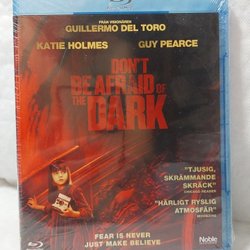 FRÅN VISIONÄREN
GUILLERMO DEL TORO
KATIE HOLMES GUY PEARCE
DON'T
BE AFRAID OF
THE DARK
"TJUSIG,
SKRÄMMANDE
SKRÄCK"
"HÄRLIGT RYSLIG
ATMOSFÄR"
FEAR IS NEVER
JUST MAKE BELIEVE
Noble